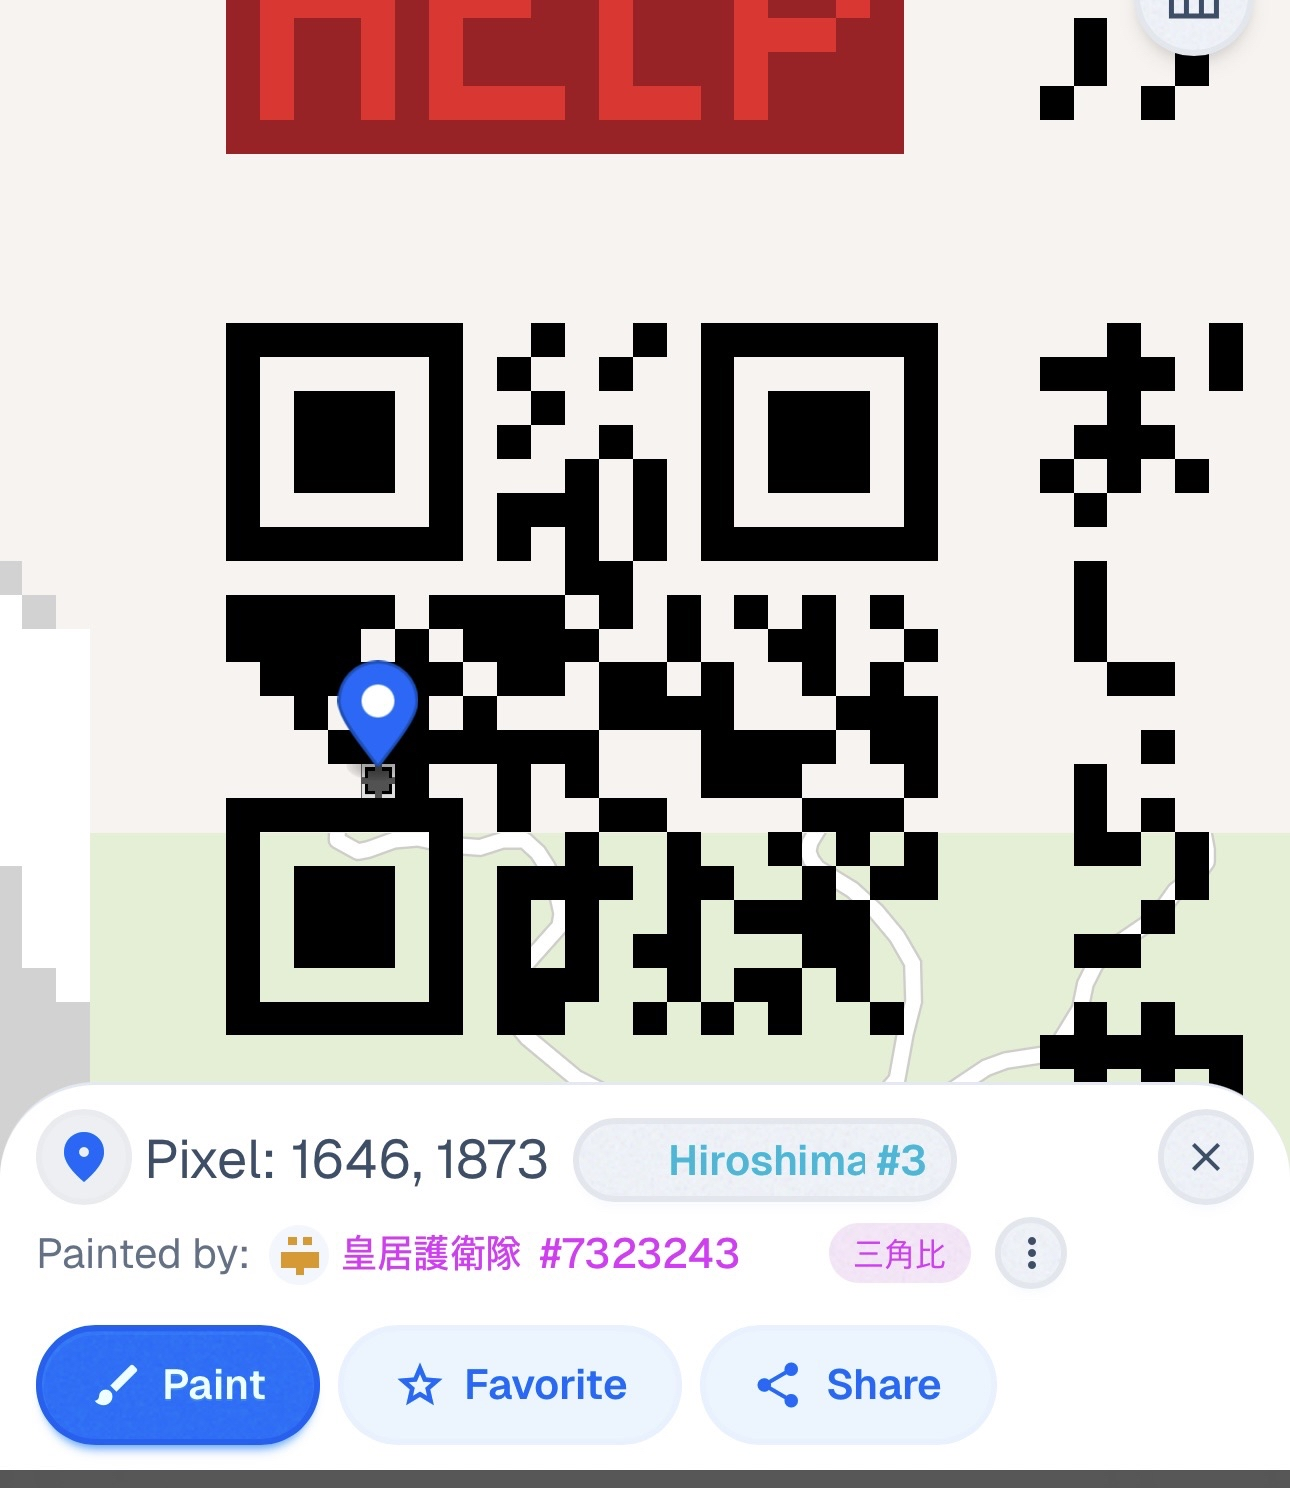 HELP
Pixel: 1646, 1873
Hiroshima #3
Painted by: 皇居護衛隊 #7323243
三角比
Paint
Favorite
Share